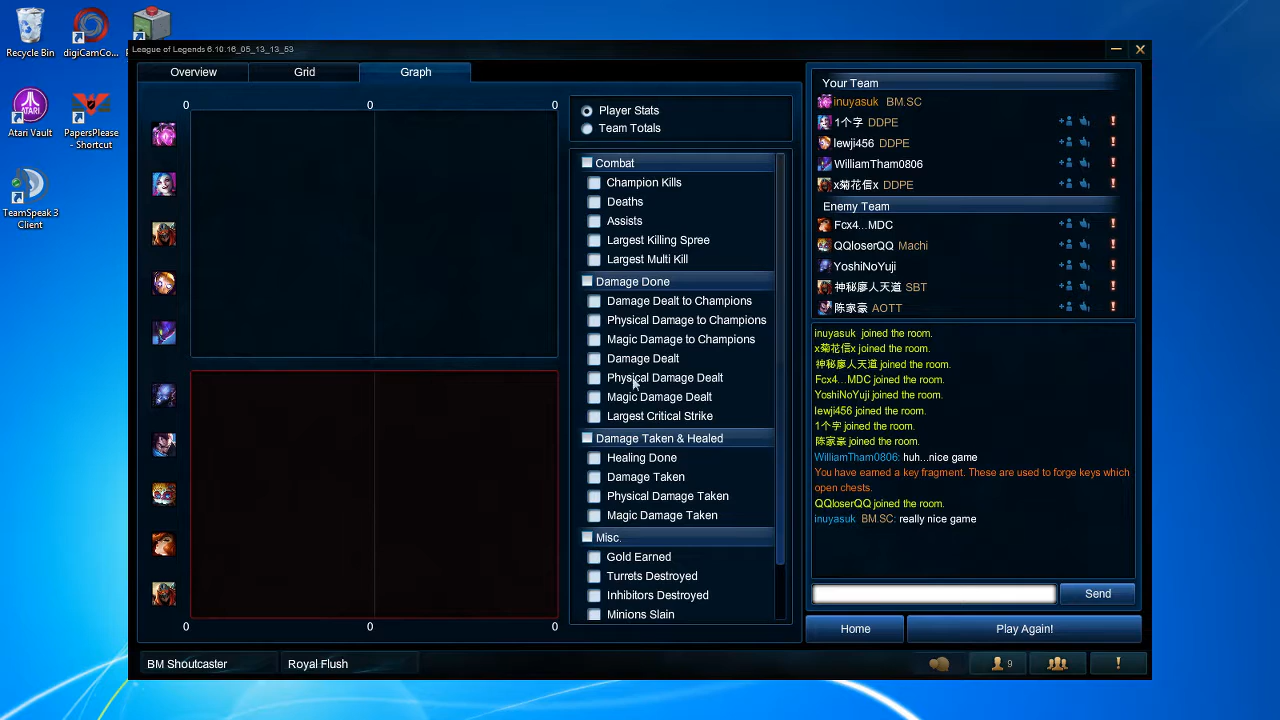 Recycle Bin
digiCamCo...
Atari Vault
PapersPlease
- Shortcut
TeamSpeak 3
Client
League of Legends 6.10.16_05_13_13_53
Overview
Grid
Graph
0 0 0
0 0 0
Player Stats
Team Totals
Combat
Champion Kills
Deaths
Assists
Largest Killing Spree
Largest Multi Kill
Damage Done
Damage Dealt to Champions
Physical Damage to Champions
Magic Damage to Champions
Damage Dealt
Physical Damage Dealt
Magic Damage Dealt
Largest Critical Strike
Damage Taken & Healed
Healing Done
Damage Taken
Physical Damage Taken
Magic Damage Taken
Misc.
Gold Earned
Turrets Destroyed
Inhibitors Destroyed
Minions Slain
Your Team
inuyasuk BM.SC
1个字 DDPE
lewji456 DDPE
WilliamTham0806
x菊花信x DDPE
Enemy Team
Fcx4...MDC
QQloserQQ Machi
YoshiNoYuji
神秘廖人天道 SBT
陈家豪 AOTT
inuyasuk joined the room.
x菊花信x joined the room.
神秘廖人天道 joined the room.
Fcx4...MDC joined the room.
YoshiNoYuji joined the room.
lewji456 joined the room.
1个字 joined the room.
陈家豪 joined the room.
WilliamTham0806: huh...nice game
You have earned a key fragment. These are used to forge keys which
open chests.
QQloserQQ joined the room.
inuyasuk BM.SC: really nice game
Send
Home
Play Again!
BM Shoutcaster
Royal Flush
9